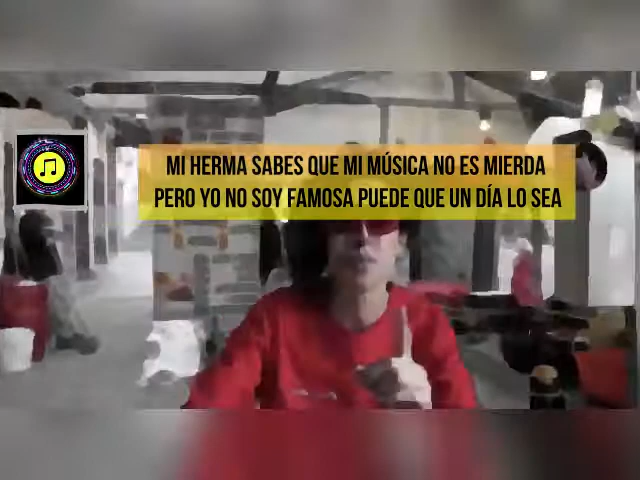 MI HERMA SABES QUE MI MÚSICA NO ES MIERDA
PERO YO NO SOY FAMOSA PUEDE QUE UN DÍA LO SEA